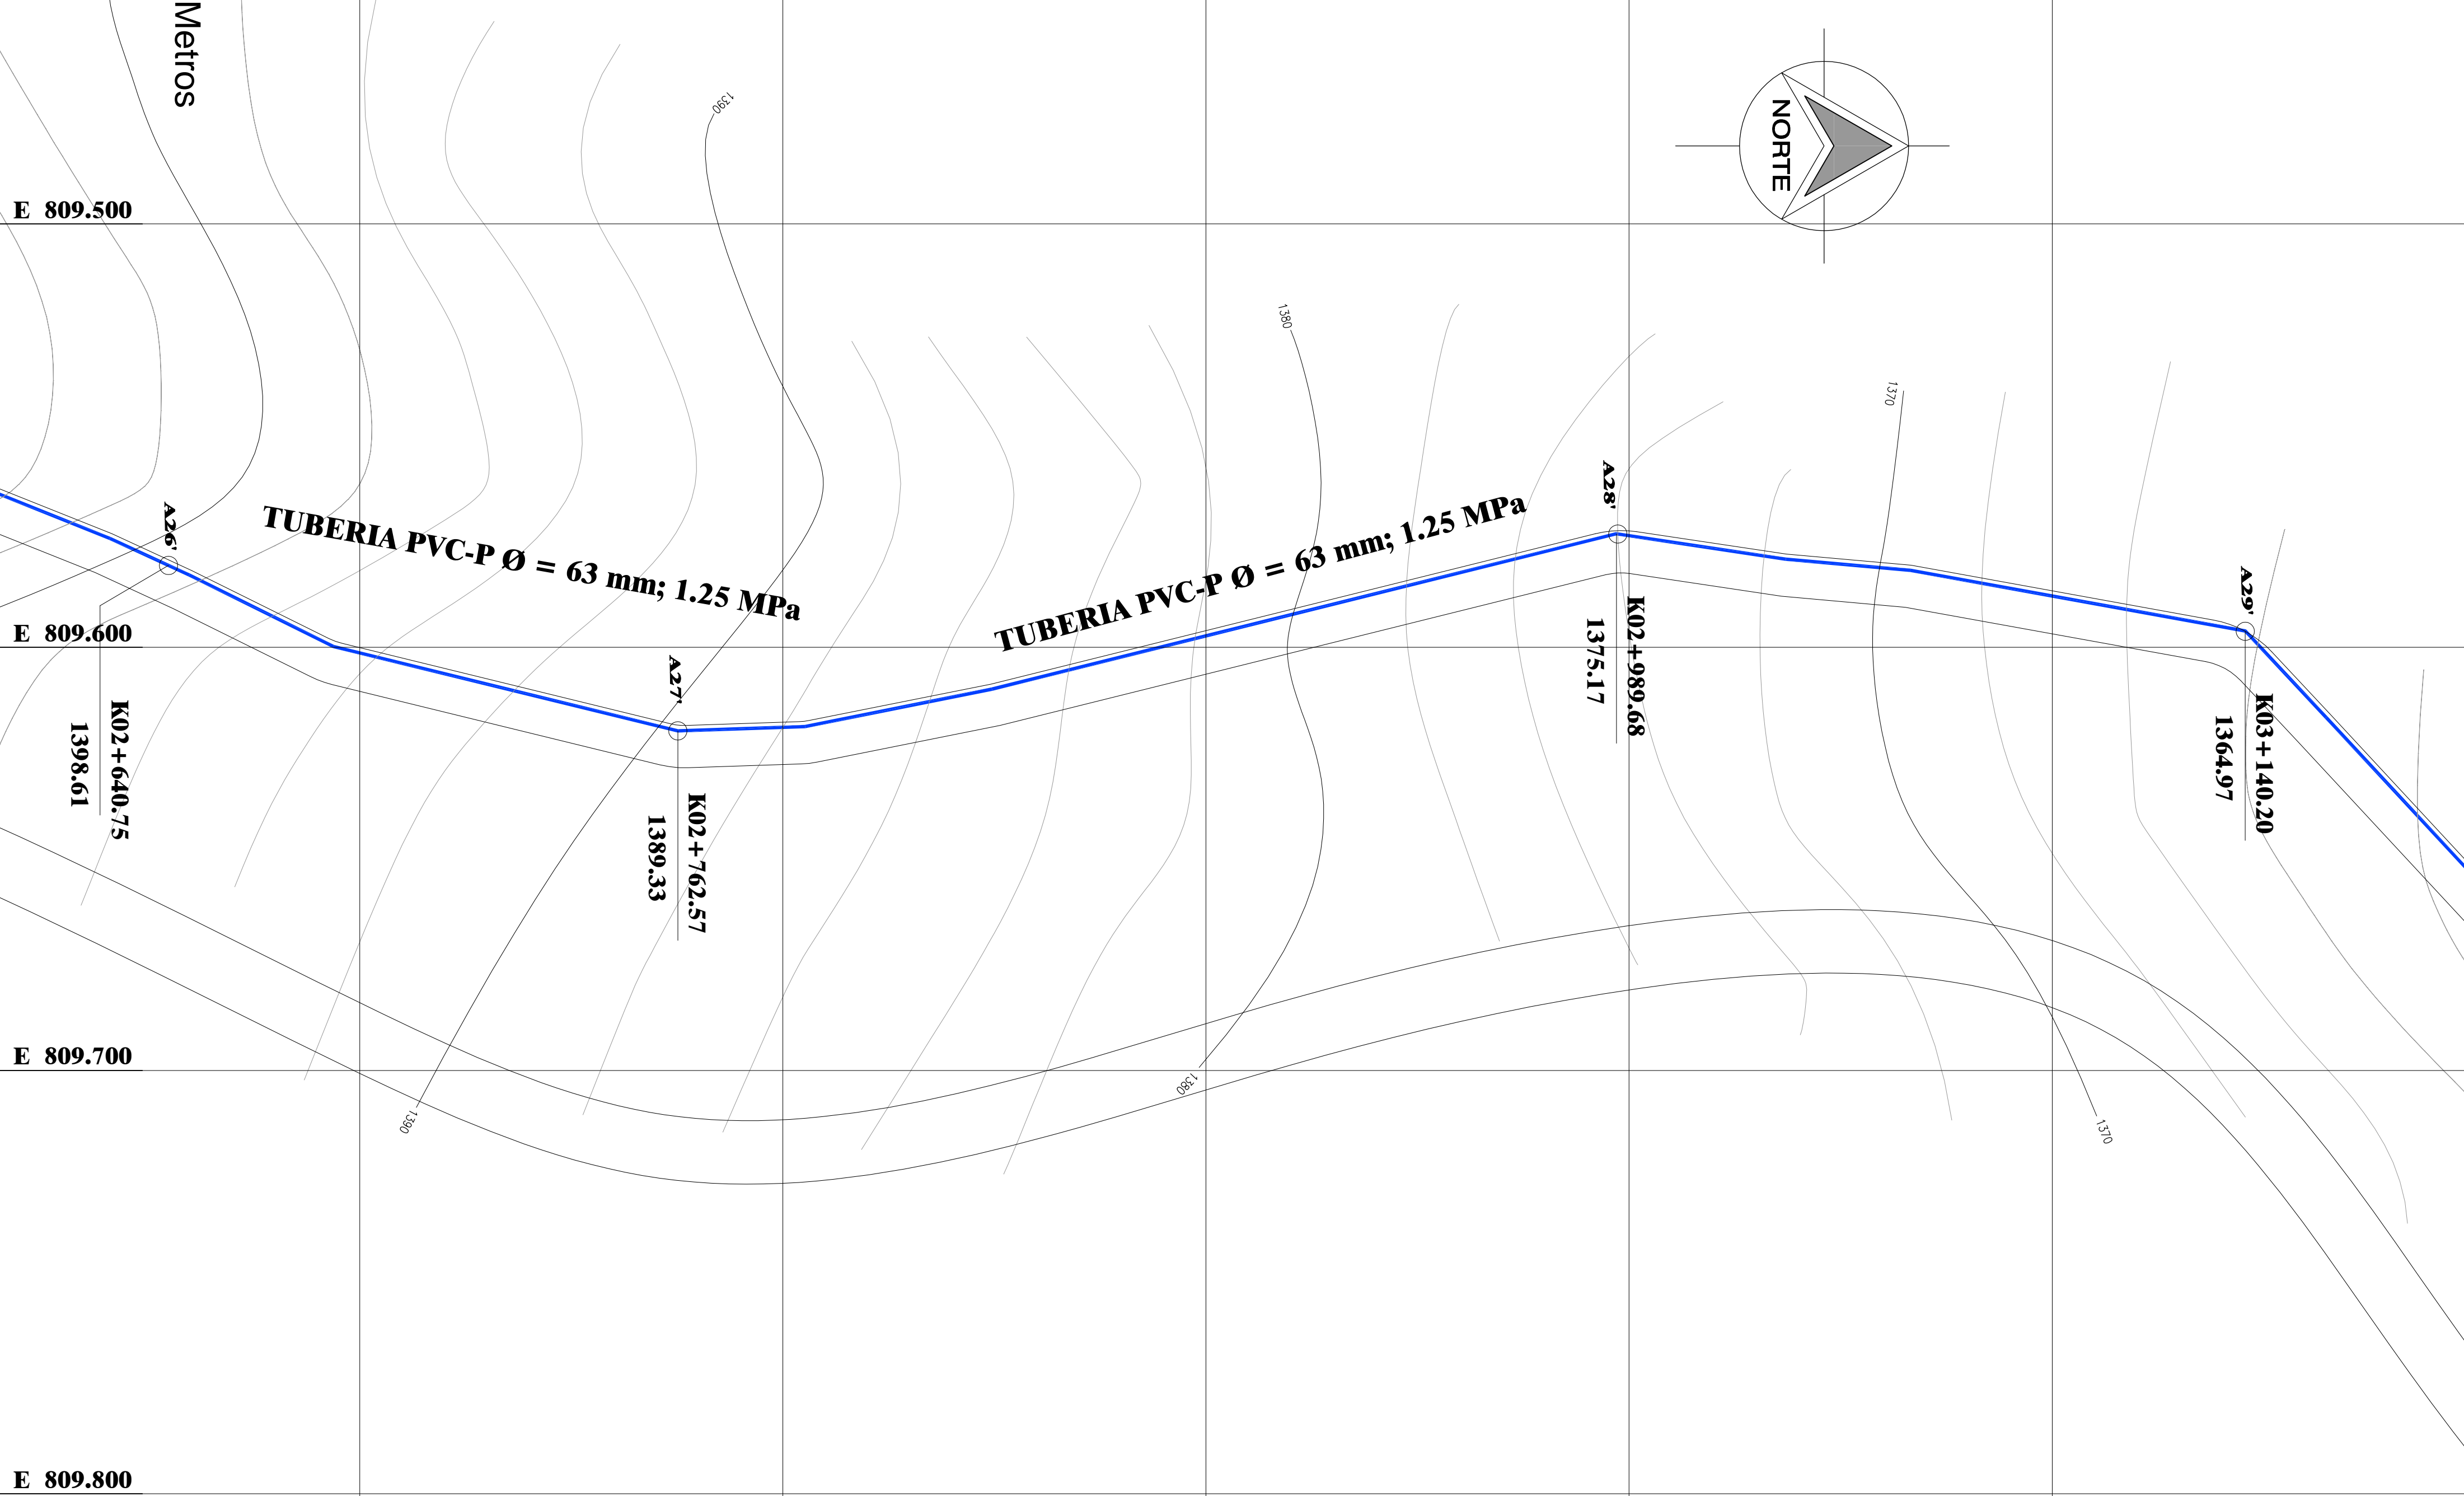 Metros
1390
NORTE
E 809.500
1380
1370
A26'
TUBERIA PVC-P Ø = 63 mm; 1.25 MPa
TUBERIA PVC-P Ø = 63 mm; 1.25 MPa
A28'
A29'
E 809.600
A27'
K02+989.68
1375.17
K02+640.75
1398.61
K03+140.20
1364.97
K02+762.57
1389.33
E 809.700
1390
1380
1370
E 809.800